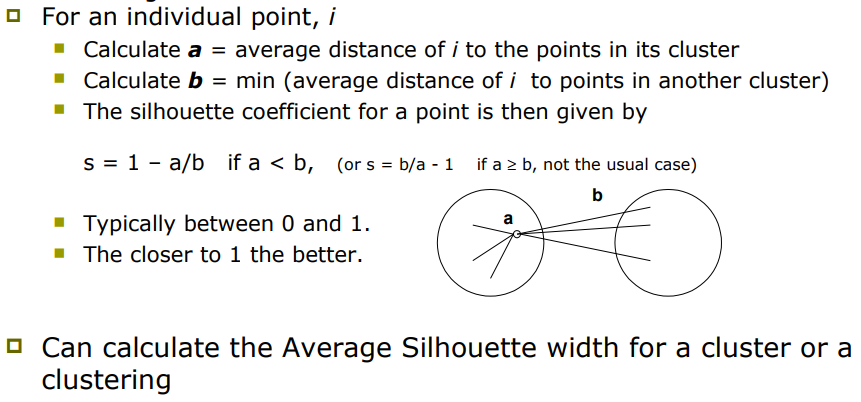 For an individual point, i
Calculate a = average distance of i to the points in its cluster
Calculate b = min (average distance of i to points in another cluster)
The silhouette coefficient for a point is then given by
s = 1 – a/b if a < b, (or s = b/a - 1 if a ≥ b, not the usual case)
b
a
Typically between 0 and 1.
The closer to 1 the better.
Can calculate the Average Silhouette width for a cluster or a
clustering